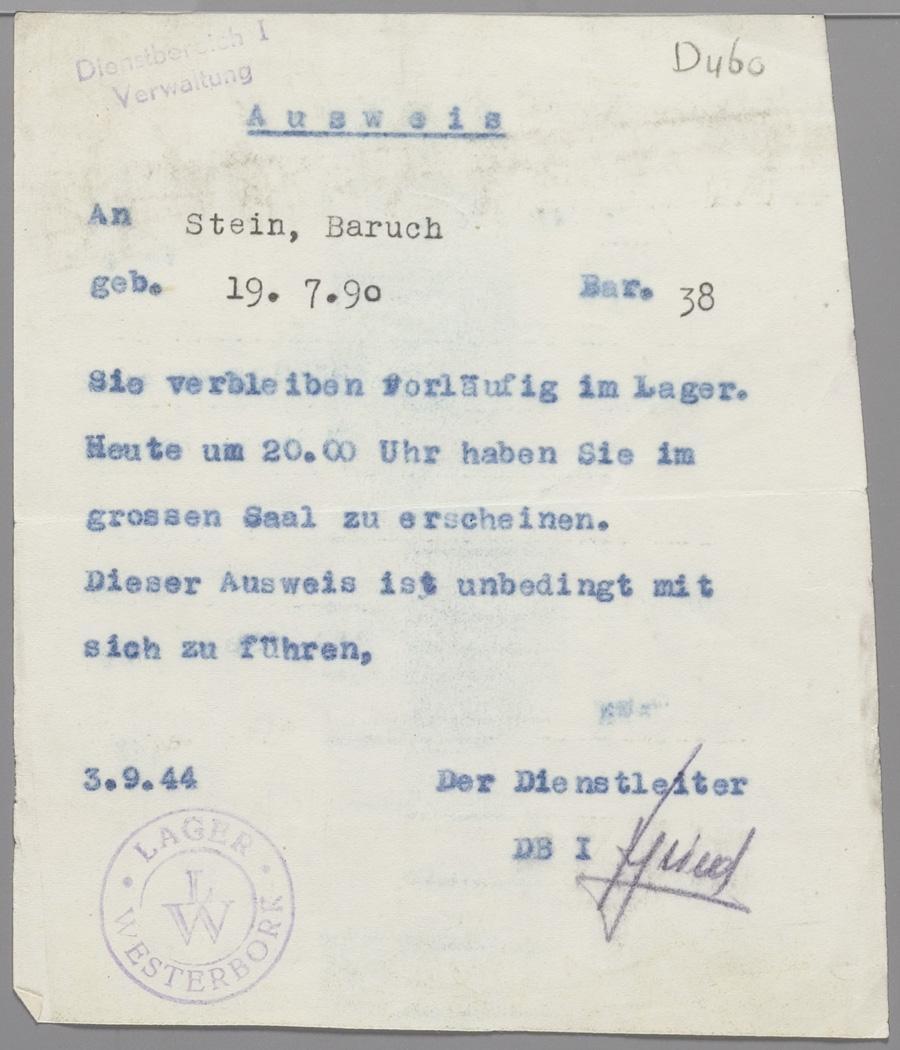 Dienstbereich I
Verwaltung
Dubo
Ausweis
An Stein, Baruch
geb. 19. 7.90 Bar. 38
Sie verbleiben vorläufig im Lager.
Heute um 20.00 Uhr haben Sie im
grossen Saal zu erscheinen.
Dieser Ausweis ist unbedingt mit
sich zu führen,
3.9.44 Der Dienstleiter
DB I
LAGER
LW
WESTERBORK